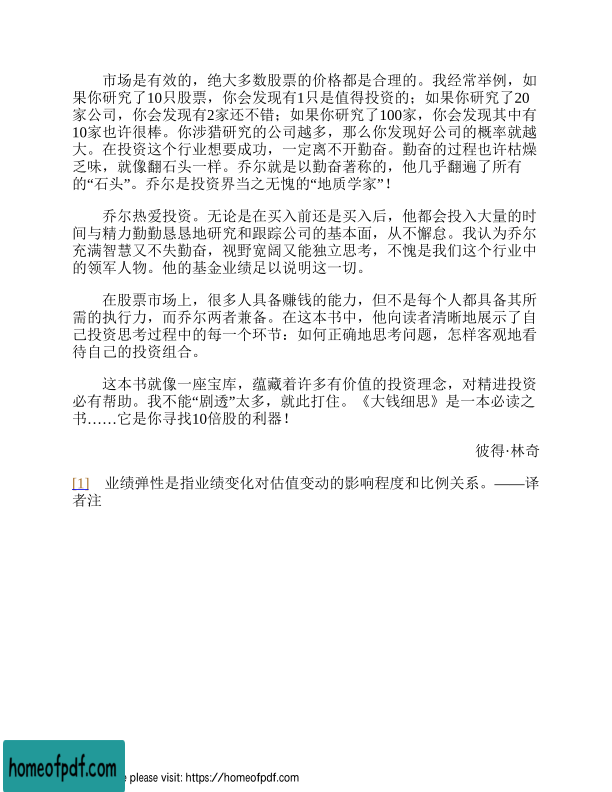 市场是有效的，绝大多数股票的价格都是合理的。我经常举例，如
果你研究了10只股票，你会发现有1只是值得投资的；如果你研究了20
家公司，你会发现有2家还不错；如果你研究了100家，你会发现其中有
10家也许很棒。你涉猎研究的公司越多，那么你发现好公司的概率就越
大。在投资这个行业想要成功，一定离不开勤奋。勤奋的过程也许枯燥
乏味，就像翻石头一样。乔尔就是以勤奋著称的，他几乎翻遍了所有
的“石头”。乔尔是投资界当之无愧的“地质学家”！
乔尔热爱投资。无论是在买入前还是买入后，他都会投入大量的时
间与精力勤勤恳恳地研究和跟踪公司的基本面，从不懈怠。我认为乔尔
充满智慧又不失勤奋，视野宽阔又能独立思考，不愧是我们这个行业中
的领军人物。他的基金业绩足以说明这一切。
在股票市场上，很多人具备赚钱的能力，但不是每个人都具备其所
需的执行力，而乔尔两者兼备。在这本书中，他向读者清晰地展示了自
己投资思考过程中的每一个环节：如何正确地思考问题，怎样客观地看
待自己的投资组合。
这本书就像一座宝库，蕴藏着许多有价值的投资理念，对精进投资
必有帮助。我不能“剧透”太多，就此打住。《大钱细思》是一本必读之
书……它是你寻找10倍股的利器！
彼得·林奇
[1] 业绩弹性是指业绩变化对估值变动的影响程度和比例关系。——译
者注
homeofpdf.com
please visit: https://homeofpdf.com